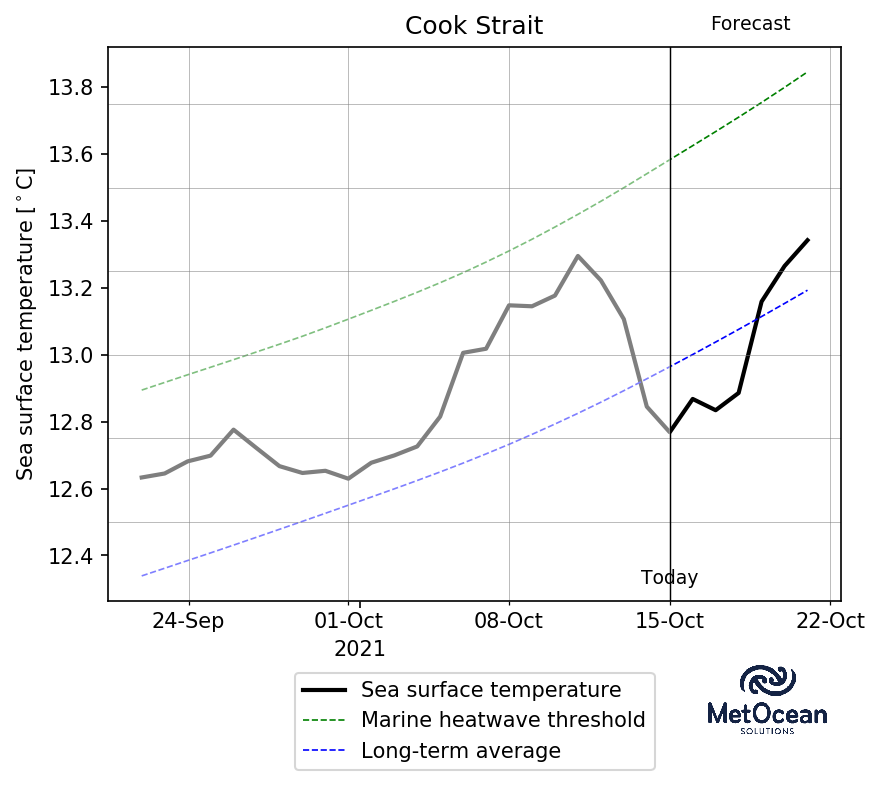 Cook Strait
Forecast
Sea surface temperature [°C]
13.8
13.6
13.4
13.2
13.0
12.8
12.6
12.4
Today
24-Sep 01-Oct 08-Oct 15-Oct 22-Oct
2021
Sea surface temperature
Marine heatwave threshold
Long-term average
MetOcean
SOLUTIONS